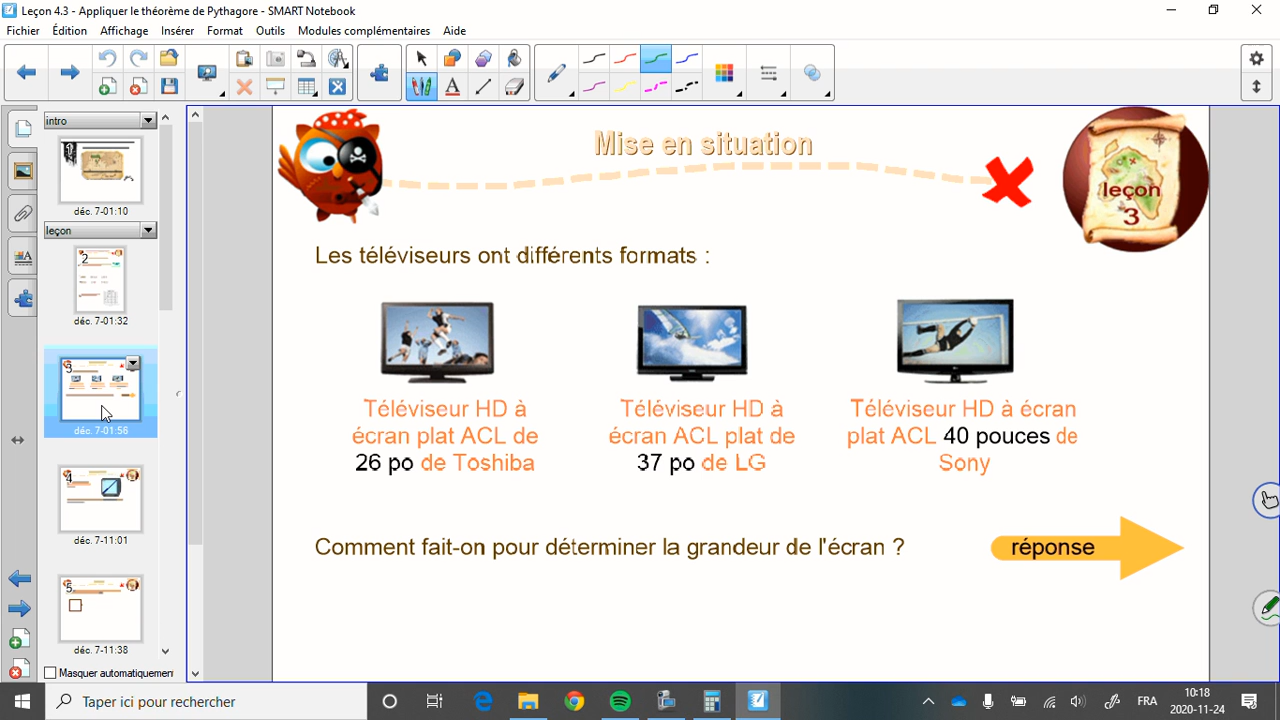 Leçon 4.3 - Appliquer le théorème de Pythagore - SMART Notebook
Fichier Édition Affichage Insérer Format Outils Modules complémentaires Aide
intro
déc. 7-01:10
leçon
2
déc. 7-01:32
3
déc. 7-01:56
4
déc. 7-11:01
5
déc. 7-11:38
Masquer automatiquement
Mise en situation
leçon
3
Les téléviseurs ont différents formats :
Téléviseur HD à
écran plat ACL de
26 po de Toshiba
Téléviseur HD à
écran ACL plat de
37 po de LG
Téléviseur HD à écran
plat ACL 40 pouces de
Sony
Comment fait-on pour déterminer la grandeur de l'écran ?
réponse
Taper ici pour rechercher
FRA
10:18
2020-11-24